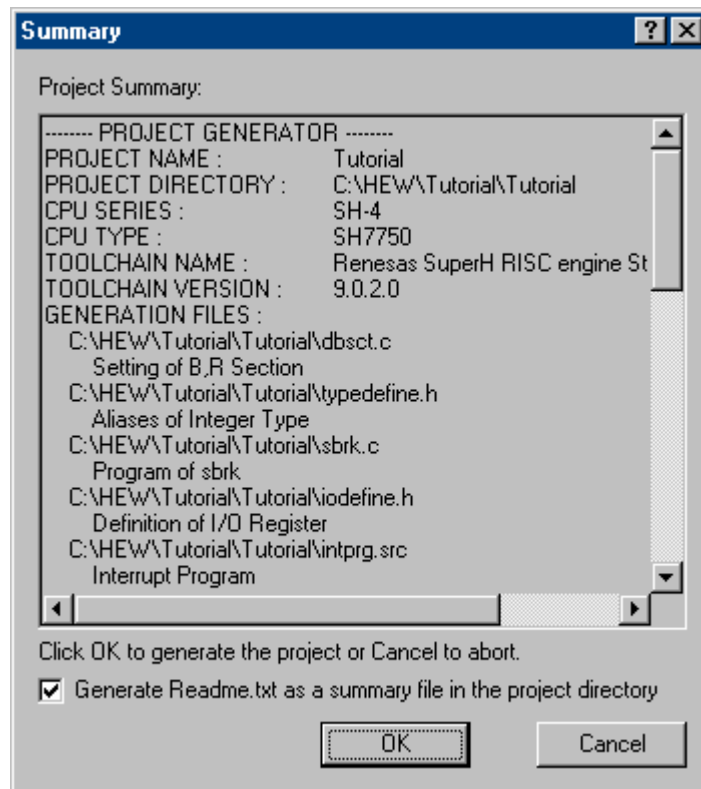 Summary
Project Summary:
-------- PROJECT GENERATOR --------
PROJECT NAME : Tutorial
PROJECT DIRECTORY : C:\HEW\Tutorial\Tutorial
CPU SERIES : SH-4
CPU TYPE : SH7750
TOOLCHAIN NAME : Renesas SuperH RISC engine St
TOOLCHAIN VERSION : 9.0.2.0
GENERATION FILES :
C:\HEW\Tutorial\Tutorial\dbsct.c
Setting of B,R Section
C:\HEW\Tutorial\Tutorial\typedefine.h
Aliases of Integer Type
C:\HEW\Tutorial\Tutorial\sbrk.c
Program of sbrk
C:\HEW\Tutorial\Tutorial\iodefine.h
Definition of I/O Register
C:\HEW\Tutorial\Tutorial\intprg.src
Interrupt Program
Click OK to generate the project or Cancel to abort.
Generate Readme.txt as a summary file in the project directory
OK Cancel